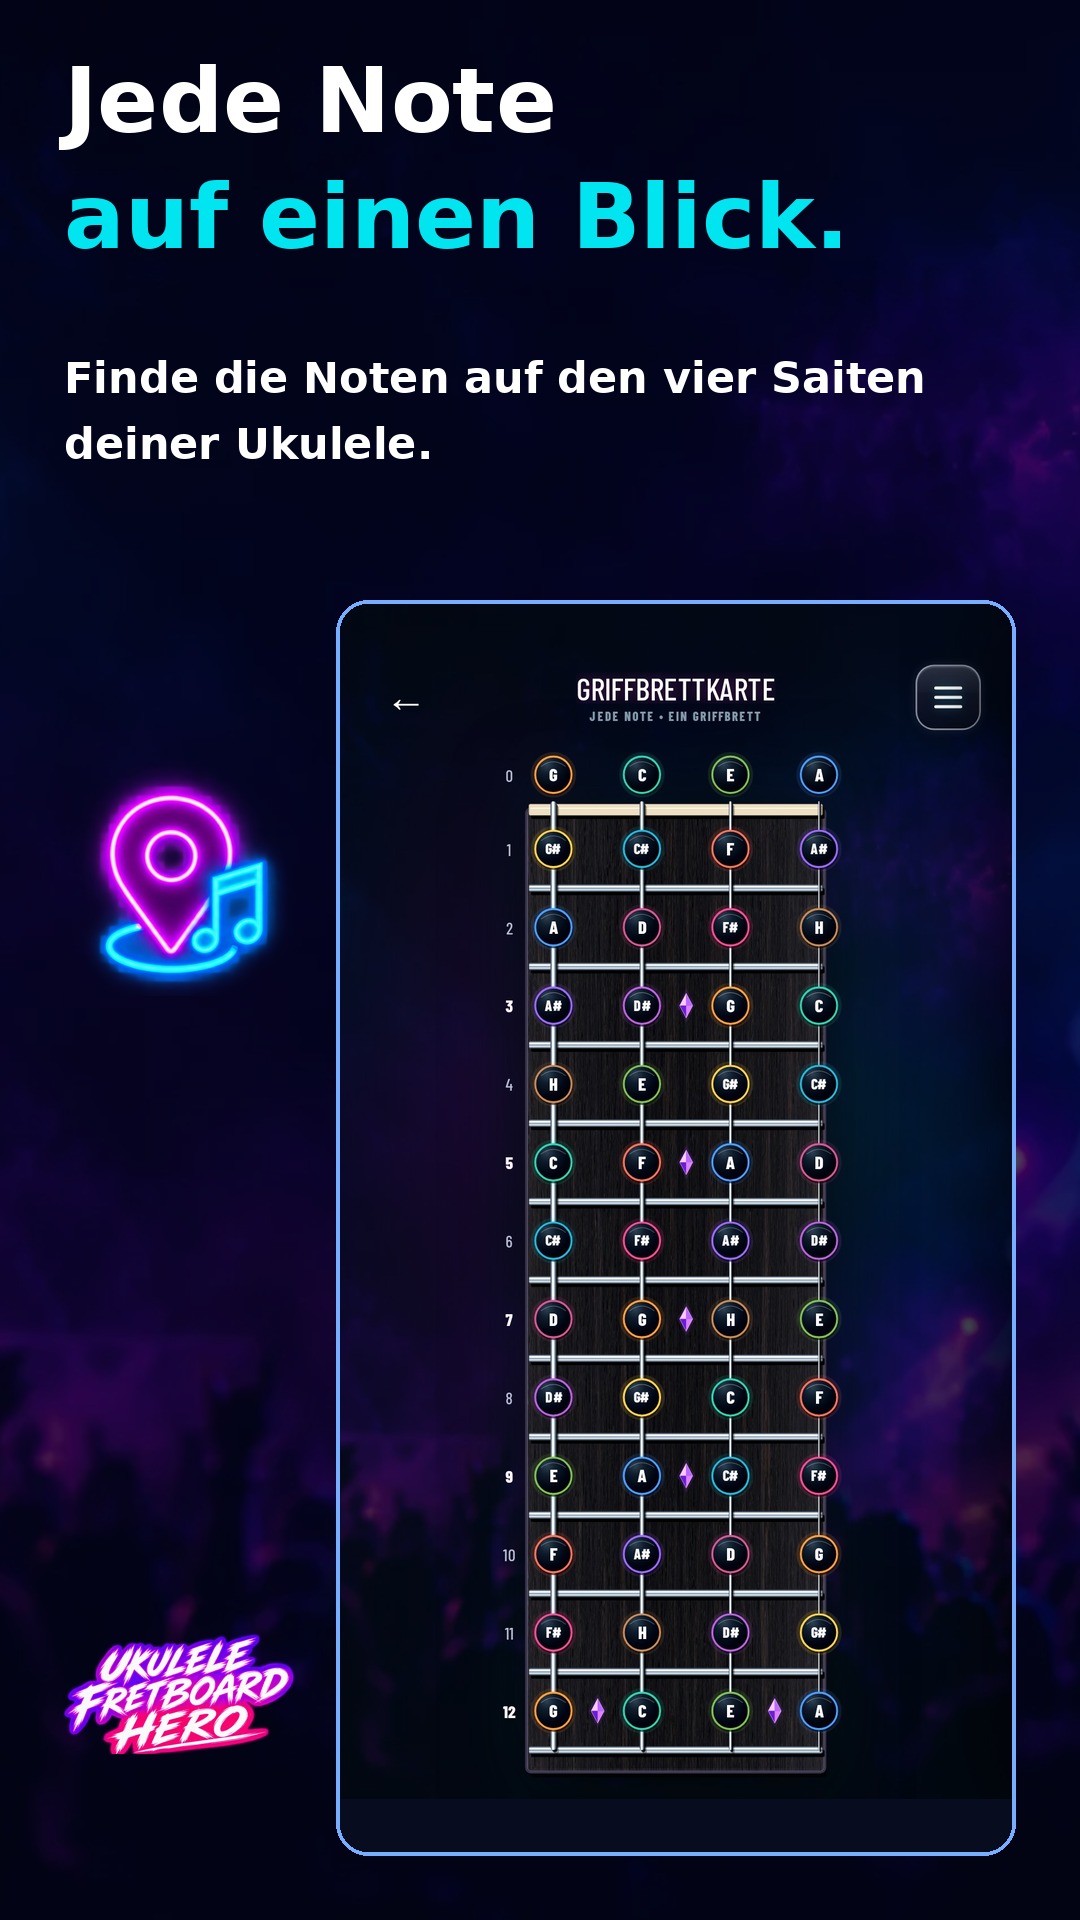 Jede Note
auf einen Blick.
Finde die Noten auf den vier Saiten
deiner Ukulele.
←
GRIFFBRETTKARTE
JEDE NOTE • EIN GRIFFBRETT
0 G C E A
1 G# C# F A#
2 A D F# H
3 A# D# G C
4 H E G# C#
5 C F A D
6 C# F# A# D#
7 D G H E
8 D# G# C F
9 E A C# F#
10 F A# D G
11 F# H D# G#
12 G C E A
UKULELE
FRETBOARD
HERO